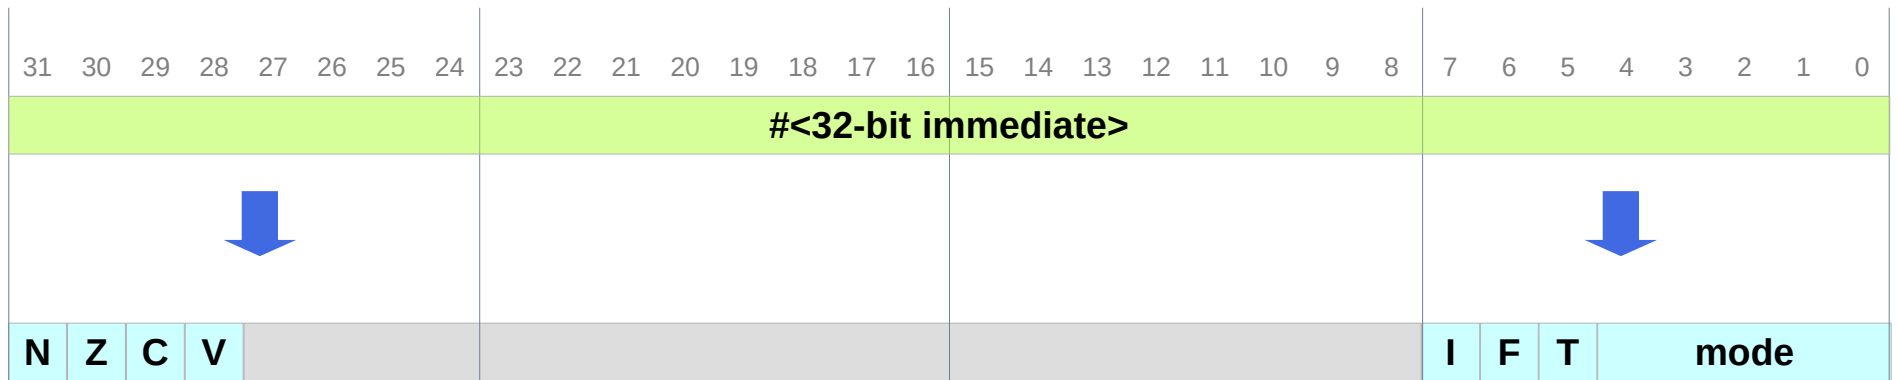 31 30 29 28 27 26 25 24 23 22 21 20 19 18 17 16 15 14 13 12 11 10 9 8 7 6 5 4 3 2 1 0
#<32-bit immediate>
N Z C V I F T mode